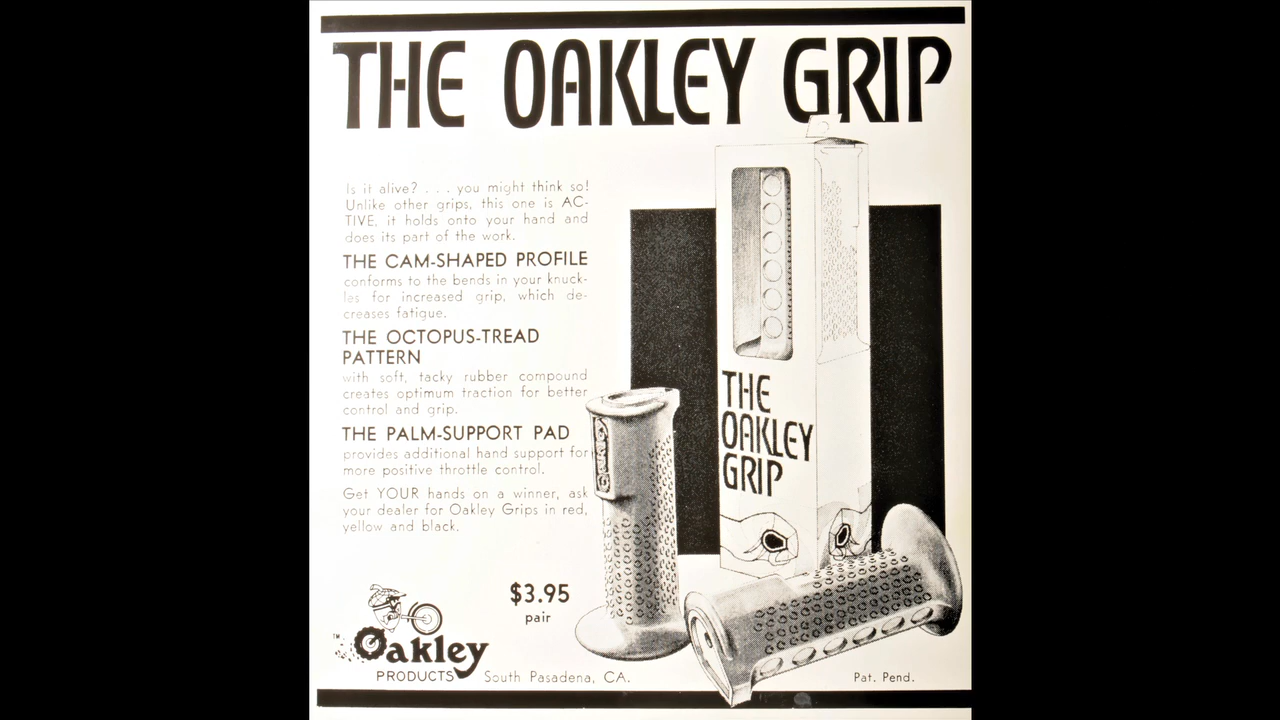 THE OAKLEY GRIP
Is it alive? . . . you might think so!
Unlike other grips, this one is AC-
TIVE, it holds onto your hand and
does its part of the work.
THE CAM-SHAPED PROFILE
conforms to the bends in your knuck-
les for increased grip, which de-
creases fatigue.
THE OCTOPUS-TREAD
PATTERN
with soft, tacky rubber compound
creates optimum traction for better
control and grip.
THE PALM-SUPPORT PAD
provides additional hand support for
more positive throttle control.
Get YOUR hands on a winner, ask
your dealer for Oakley Grips in red,
yellow and black.
$3.95
pair
THE
OAKLEY
GRIP
OAKLEY
TM
Oakley
PRODUCTS South Pasadena, CA.
Pat. Pend.